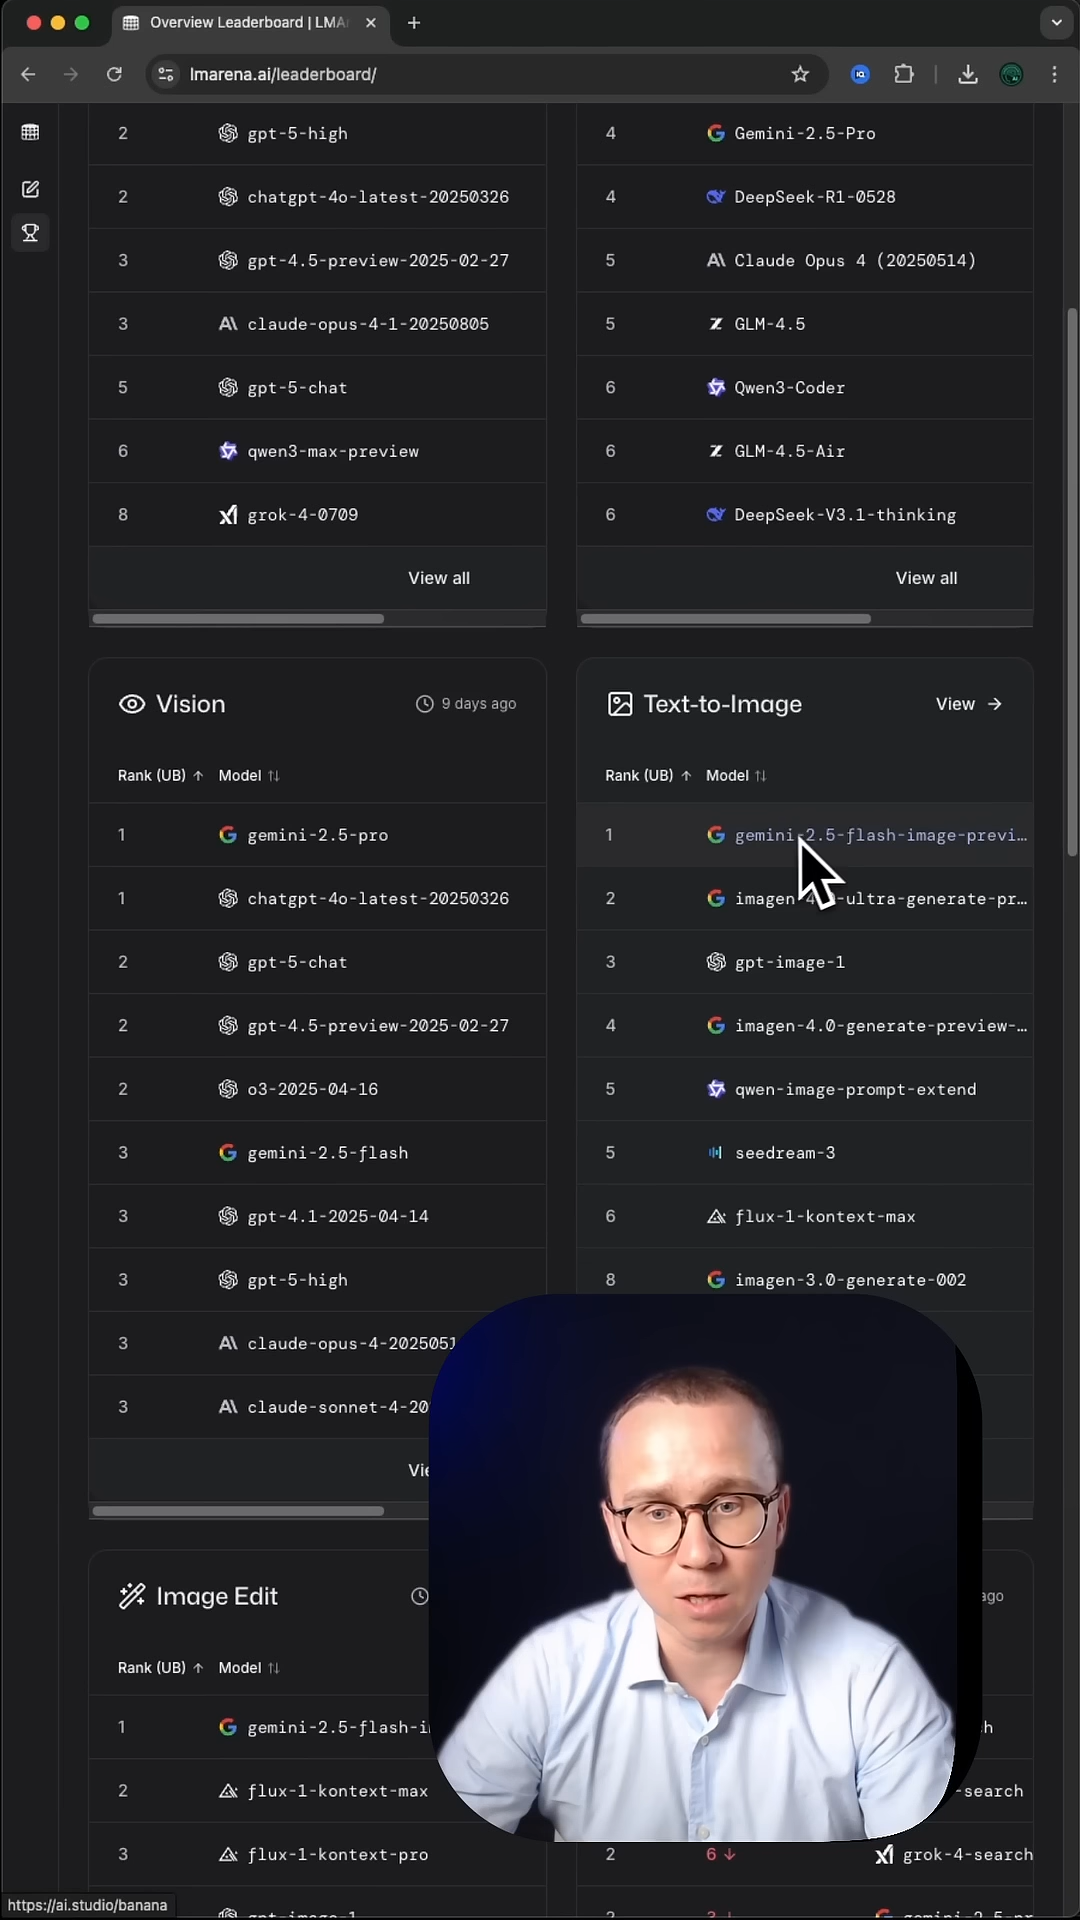 Overview Leaderboard | LMA
lmarena.ai/leaderboard/
2 gpt-5-high
2 chatgpt-4o-latest-20250326
3 gpt-4.5-preview-2025-02-27
3 claude-opus-4-1-20250805
5 gpt-5-chat
6 qwen3-max-preview
8 grok-4-0709
View all
4 Gemini-2.5-Pro
4 DeepSeek-R1-0528
5 Claude Opus 4 (20250514)
5 GLM-4.5
6 Qwen3-Coder
6 GLM-4.5-Air
6 DeepSeek-V3.1-thinking
View all
Vision 9 days ago
Rank (UB) ↑ Model ↑↓
1 gemini-2.5-pro
1 chatgpt-4o-latest-20250326
2 gpt-5-chat
2 gpt-4.5-preview-2025-02-27
2 o3-2025-04-16
3 gemini-2.5-flash
3 gpt-4.1-2025-04-14
3 gpt-5-high
3 claude-opus-4-2025051
3 claude-sonnet-4-20
Text-to-Image View →
Rank (UB) ↑ Model ↑↓
1 gemini-2.5-flash-image-previ…
2 imagen-4.0-ultra-generate-pr…
3 gpt-image-1
4 imagen-4.0-generate-preview-…
5 qwen-image-prompt-extend
5 seedream-3
6 flux-1-kontext-max
8 imagen-3.0-generate-002
Image Edit
Rank (UB) ↑ Model ↑↓
1 gemini-2.5-flash-i
2 flux-1-kontext-max
3 flux-1-kontext-pro
gpt-image-1
ago
-search
2 6 ↓ grok-4-search
https://ai.studio/banana